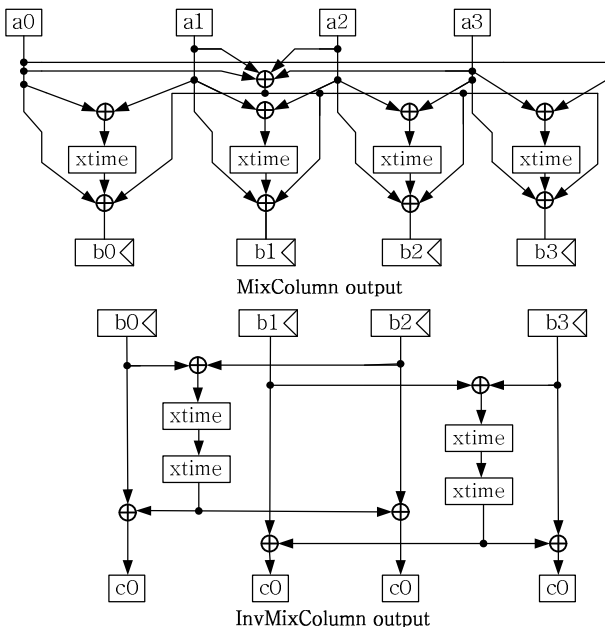 a0 a1 a2 a3
xtime xtime xtime xtime
b0 b1 b2 b3
MixColumn output
b0 b1 b2 b3
xtime
xtime
xtime
xtime
c0 c0 c0 c0
InvMixColumn output